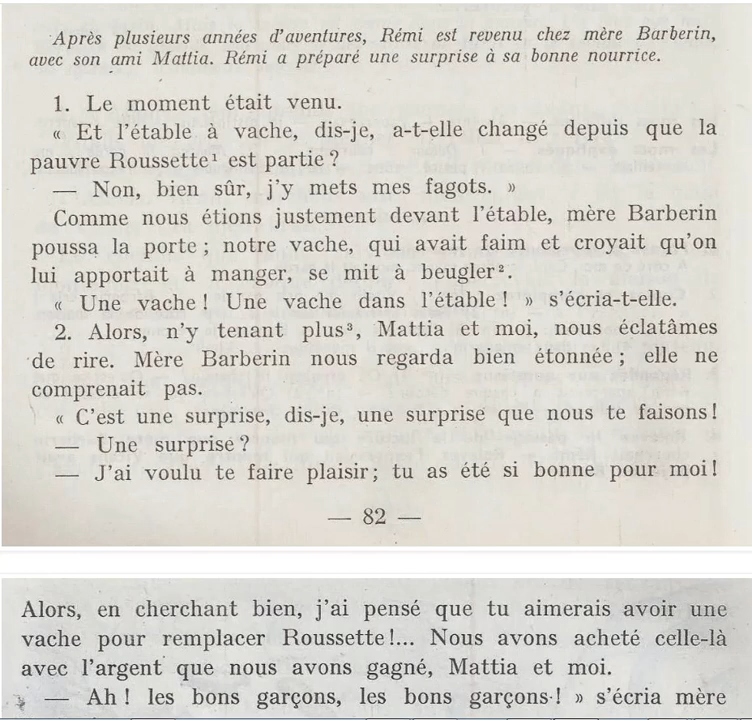 Après plusieurs années d'aventures, Rémi est revenu chez mère Barberin,
avec son ami Mattia. Rémi a préparé une surprise à sa bonne nourrice.
1. Le moment était venu.
« Et l'étable à vache, dis-je, a-t-elle changé depuis que la
pauvre Roussette¹ est partie ?
— Non, bien sûr, j'y mets mes fagots. »
Comme nous étions justement devant l'étable, mère Barberin
poussa la porte ; notre vache, qui avait faim et croyait qu'on
lui apportait à manger, se mit à beugler².
« Une vache ! Une vache dans l'étable ! » s'écria-t-elle.
2. Alors, n'y tenant plus³, Mattia et moi, nous éclatâmes
de rire. Mère Barberin nous regarda bien étonnée ; elle ne
comprenait pas.
« C'est une surprise, dis-je, une surprise que nous te faisons !
— Une surprise ?
— J'ai voulu te faire plaisir ; tu as été si bonne pour moi !
— 82 —
Alors, en cherchant bien, j'ai pensé que tu aimerais avoir une
vache pour remplacer Roussette !... Nous avons acheté celle-là
avec l'argent que nous avons gagné, Mattia et moi.
— Ah ! les bons garçons, les bons garçons ! » s'écria mère